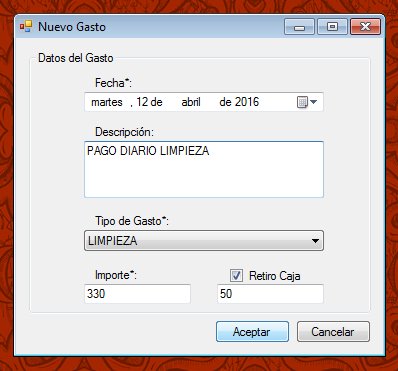 Nuevo Gasto
Datos del Gasto
Fecha*:
martes , 12 de abril de 2016
Descripción:
PAGO DIARIO LIMPIEZA
Tipo de Gasto*:
LIMPIEZA
Importe*: Retiro Caja
330 50
Aceptar Cancelar